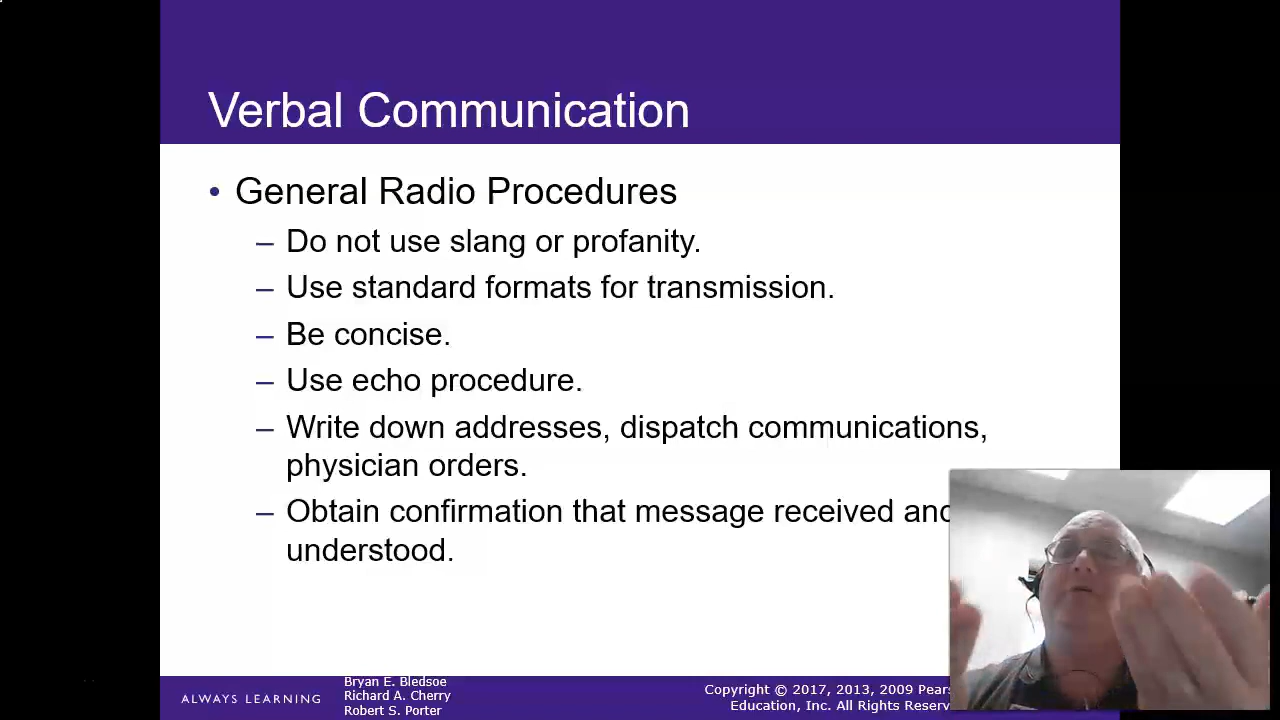 Verbal Communication
• General Radio Procedures
– Do not use slang or profanity.
– Use standard formats for transmission.
– Be concise.
– Use echo procedure.
– Write down addresses, dispatch communications,
physician orders.
– Obtain confirmation that message received and
understood.
ALWAYS LEARNING
Bryan E. Bledsoe
Richard A. Cherry
Robert S. Porter
Copyright © 2017, 2013, 2009
Education, Inc. All Rights